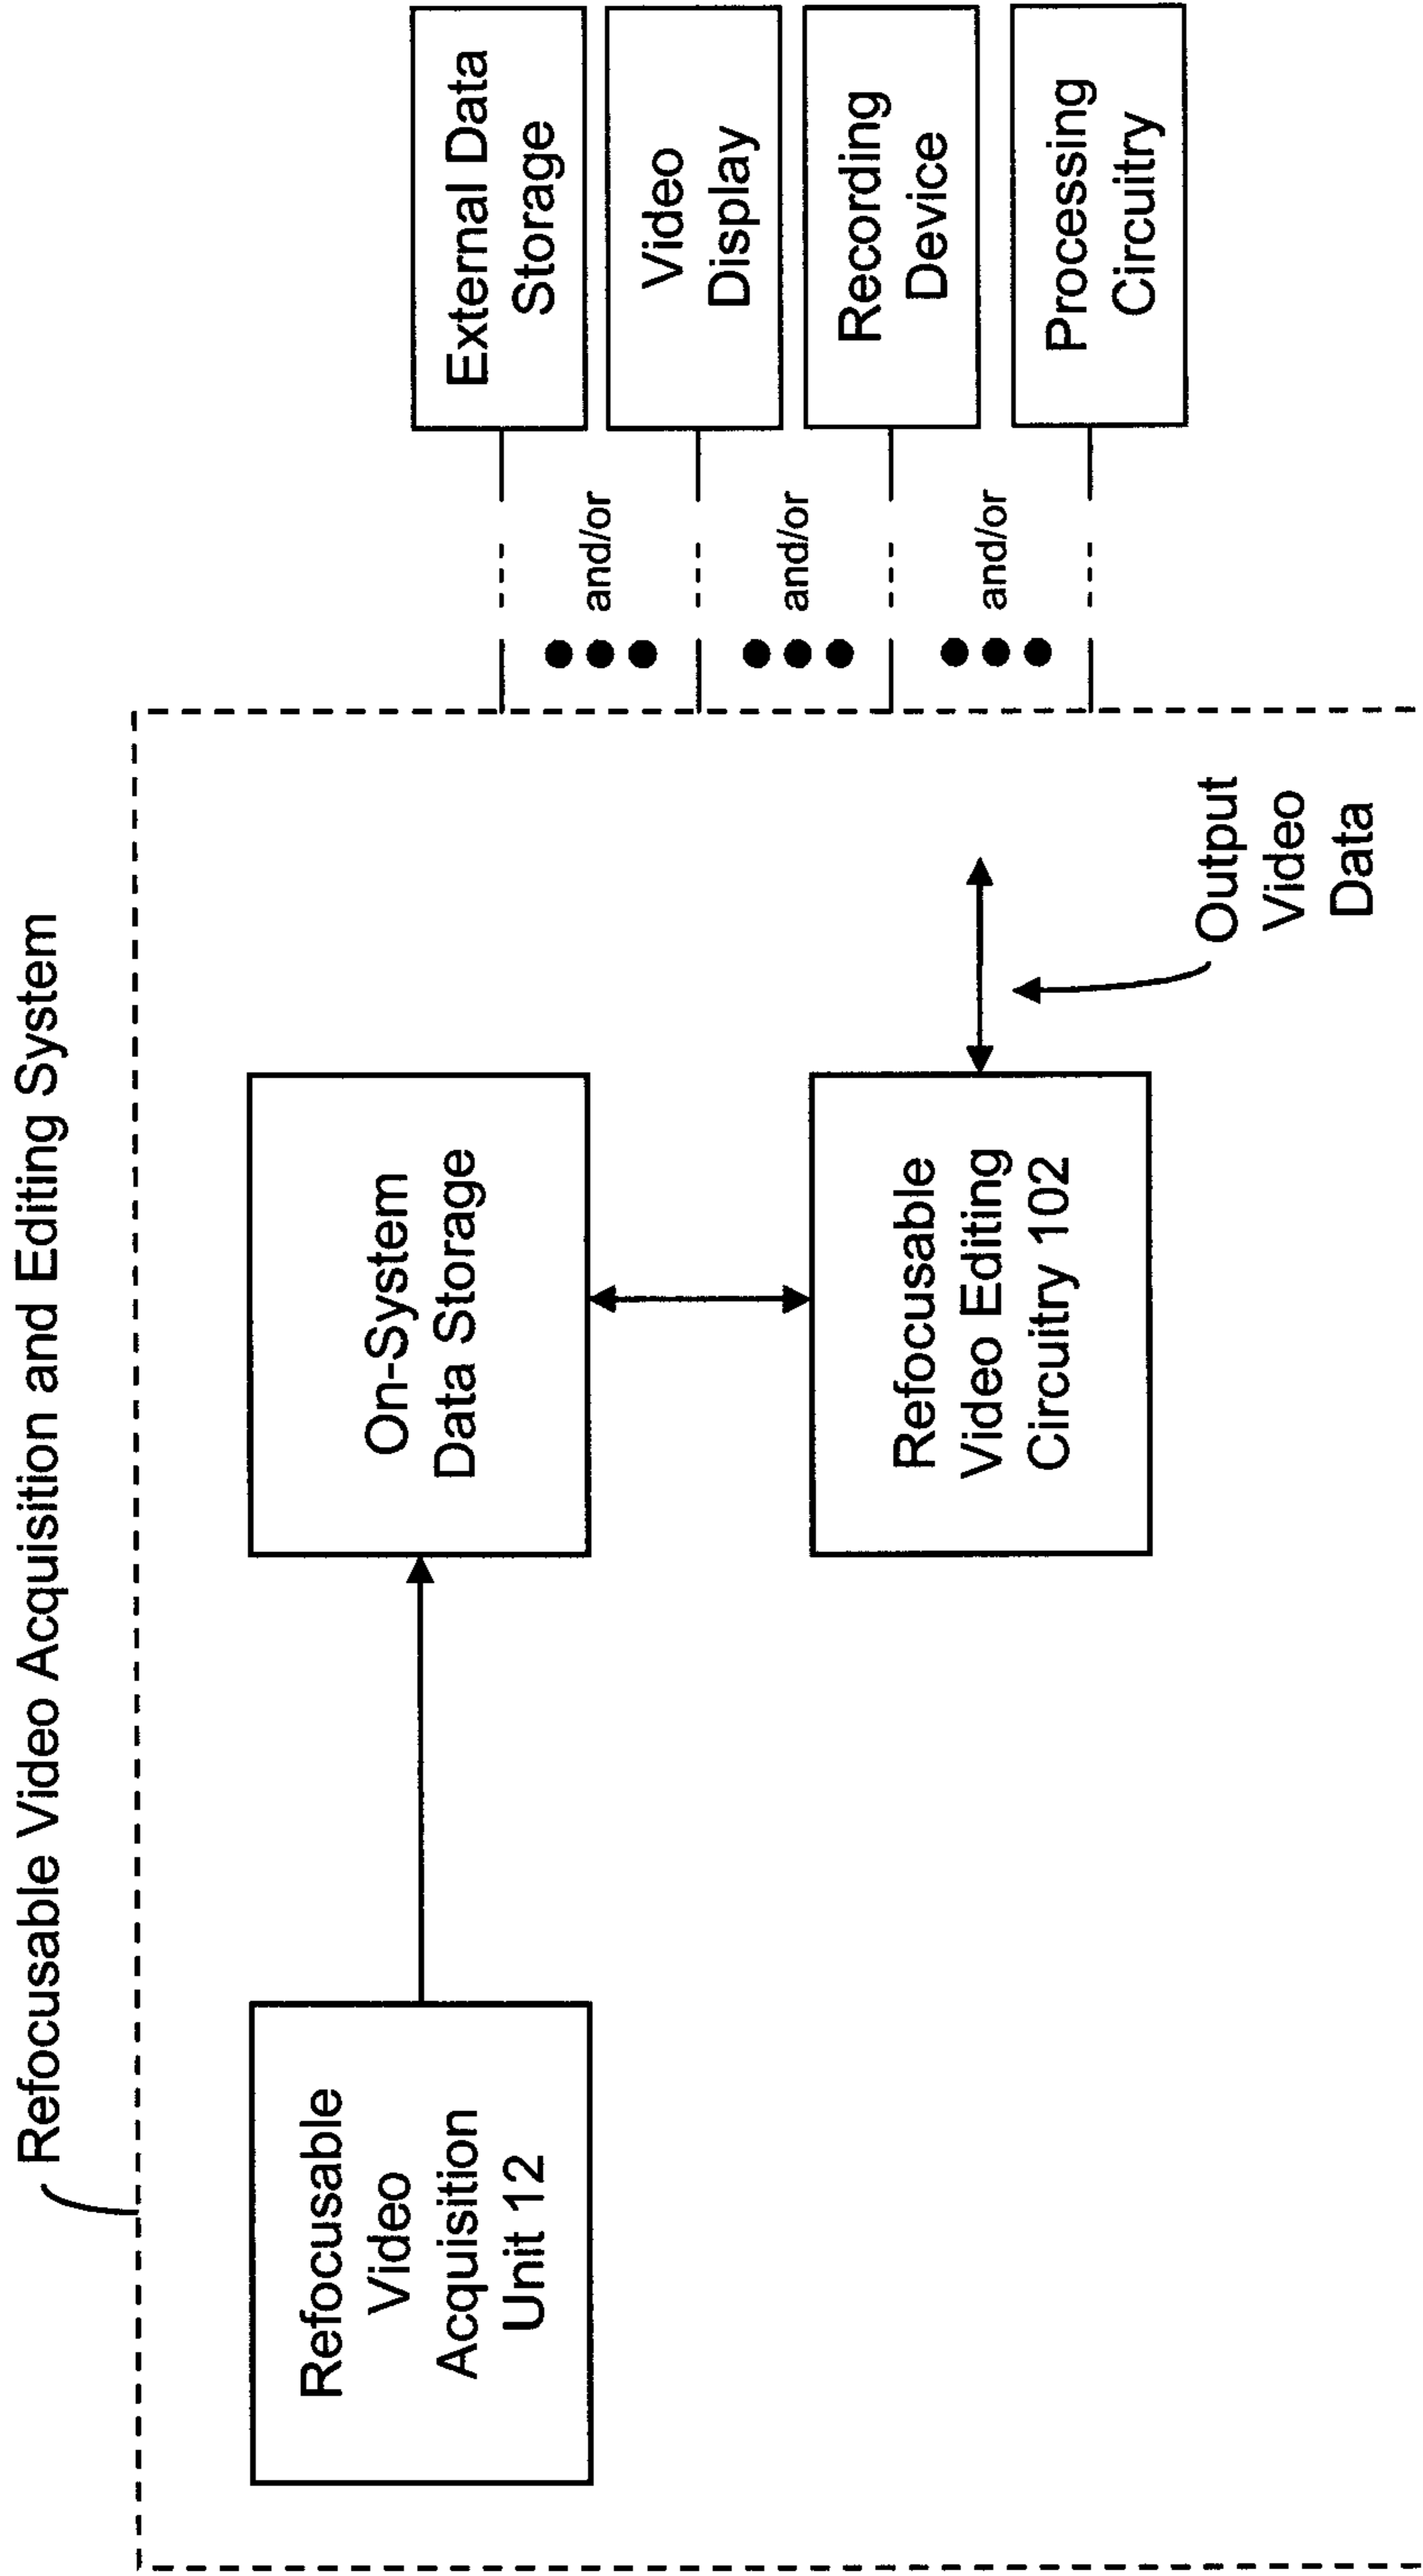 Refocusable Video Acquisition and Editing System
Refocusable
Video
Acquisition
Unit 12
On-System
Data Storage
Refocusable
Video Editing
Circuitry 102
Output
Video
Data
External Data
Storage
and/or
Video
Display
and/or
Recording
Device
and/or
Processing
Circuitry